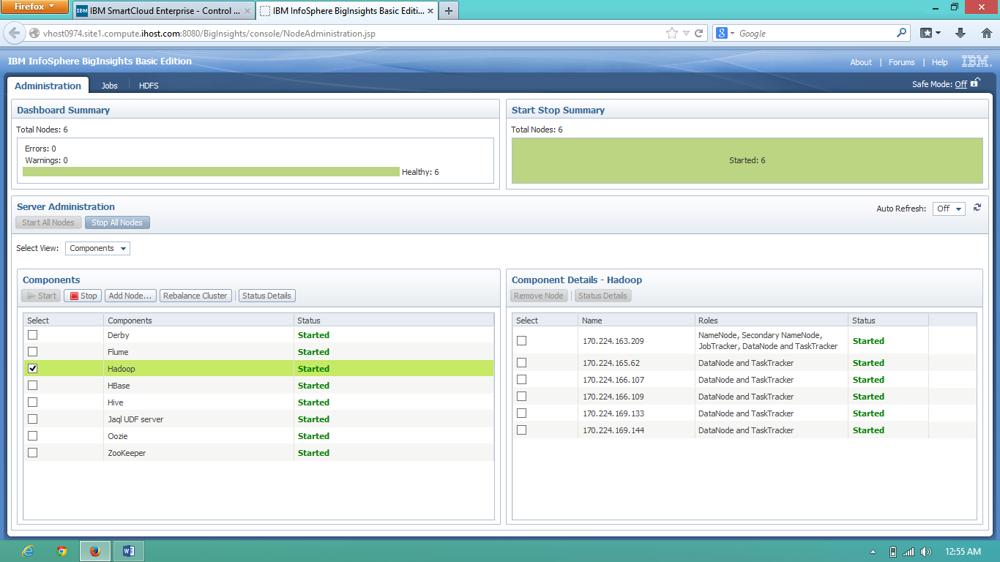 Firefox
IBM SmartCloud Enterprise - Control ...
IBM InfoSphere BigInsights Basic Editi...
vhost0974.site1.compute.ihost.com:8080/BigInsights/console/NodeAdministration.jsp
Google
IBM InfoSphere BigInsights Basic Edition
About | Forums | Help IBM.
Administration Jobs HDFS
Safe Mode: Off
Dashboard Summary
Total Nodes: 6
Errors: 0
Warnings: 0
Healthy: 6
Start Stop Summary
Total Nodes: 6
Started: 6
Server Administration
Start All Nodes Stop All Nodes
Auto Refresh: Off
Select View: Components
Components
Start Stop Add Node... Rebalance Cluster Status Details
Select Components Status
Derby Started
Flume Started
Hadoop Started
HBase Started
Hive Started
Jaql UDF server Started
Oozie Started
ZooKeeper Started
Component Details - Hadoop
Remove Node Status Details
Select Name Roles Status
170.224.163.209 NameNode, Secondary NameNode, Started
JobTracker, DataNode and TaskTracker
170.224.165.62 DataNode and TaskTracker Started
170.224.166.107 DataNode and TaskTracker Started
170.224.166.109 DataNode and TaskTracker Started
170.224.169.133 DataNode and TaskTracker Started
170.224.169.144 DataNode and TaskTracker Started
12:55 AM